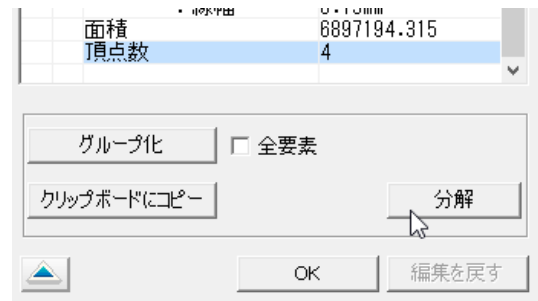 面積 6897194.315
頂点数 4
グループ化 全要素
クリップボードにコピー 分解
OK 編集を戻す